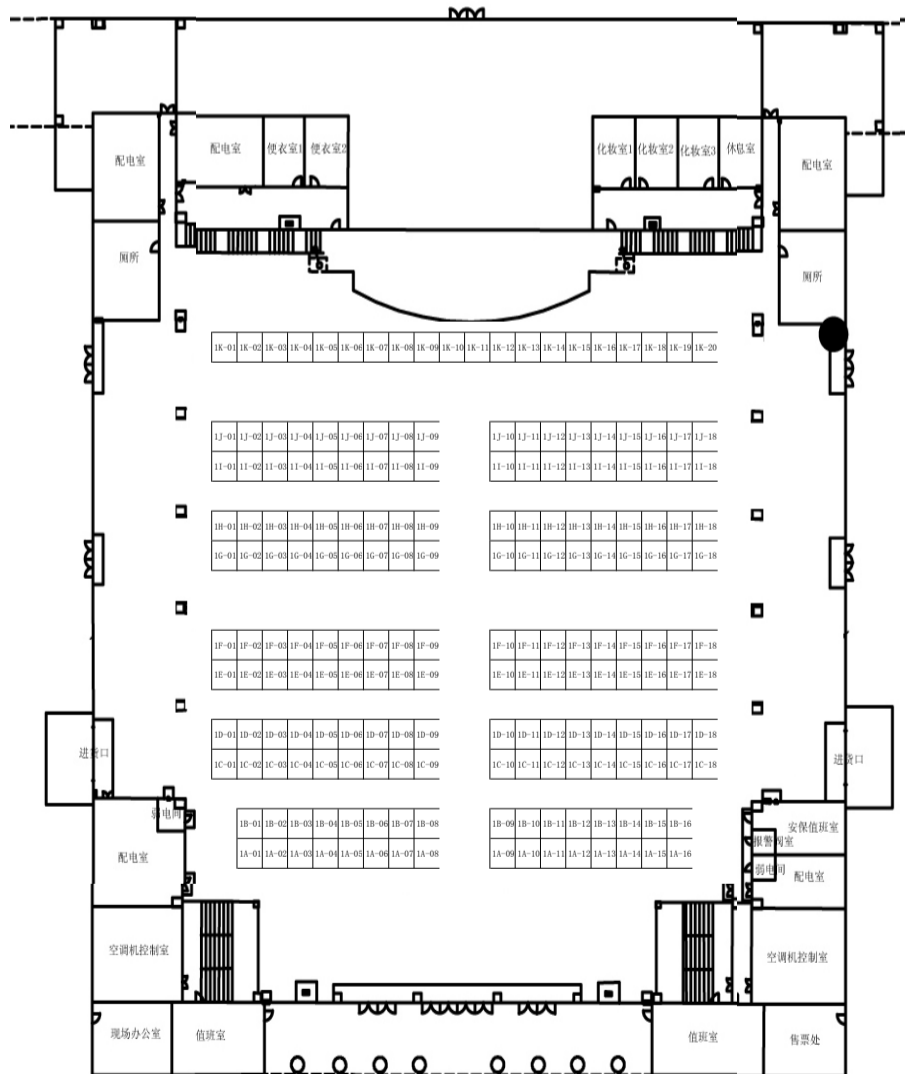 配电室 便衣室1 便衣室2 化妆室1 化妆室2 化妆室3 休息室
配电室 配电室
厕所 厕所
1K-01 1K-02 1K-03 1K-04 1K-05 1K-06 1K-07 1K-08 1K-09 1K-10 1K-11 1K-12 1K-13 1K-14 1K-15 1K-16 1K-17 1K-18 1K-19 1K-20
1J-01 1J-02 1J-03 1J-04 1J-05 1J-06 1J-07 1J-08 1J-09 1J-10 1J-11 1J-12 1J-13 1J-14 1J-15 1J-16 1J-17 1J-18
1I-01 1I-02 1I-03 1I-04 1I-05 1I-06 1I-07 1I-08 1I-09 1I-10 1I-11 1I-12 1I-13 1I-14 1I-15 1I-16 1I-17 1I-18
1H-01 1H-02 1H-03 1H-04 1H-05 1H-06 1H-07 1H-08 1H-09 1H-10 1H-11 1H-12 1H-13 1H-14 1H-15 1H-16 1H-17 1H-18
1G-01 1G-02 1G-03 1G-04 1G-05 1G-06 1G-07 1G-08 1G-09 1G-10 1G-11 1G-12 1G-13 1G-14 1G-15 1G-16 1G-17 1G-18
1F-01 1F-02 1F-03 1F-04 1F-05 1F-06 1F-07 1F-08 1F-09 1F-10 1F-11 1F-12 1F-13 1F-14 1F-15 1F-16 1F-17 1F-18
1E-01 1E-02 1E-03 1E-04 1E-05 1E-06 1E-07 1E-08 1E-09 1E-10 1E-11 1E-12 1E-13 1E-14 1E-15 1E-16 1E-17 1E-18
1D-01 1D-02 1D-03 1D-04 1D-05 1D-06 1D-07 1D-08 1D-09 1D-10 1D-11 1D-12 1D-13 1D-14 1D-15 1D-16 1D-17 1D-18
进货口 进货口
1C-01 1C-02 1C-03 1C-04 1C-05 1C-06 1C-07 1C-08 1C-09 1C-10 1C-11 1C-12 1C-13 1C-14 1C-15 1C-16 1C-17 1C-18
弱电间
1B-01 1B-02 1B-03 1B-04 1B-05 1B-06 1B-07 1B-08 1B-09 1B-10 1B-11 1B-12 1B-13 1B-14 1B-15 1B-16 安保值班室
报警阀室
配电室 1A-01 1A-02 1A-03 1A-04 1A-05 1A-06 1A-07 1A-08 1A-09 1A-10 1A-11 1A-12 1A-13 1A-14 1A-15 1A-16
弱电间
配电室
空调机控制室 空调机控制室
现场办公室 值班室 值班室 售票处